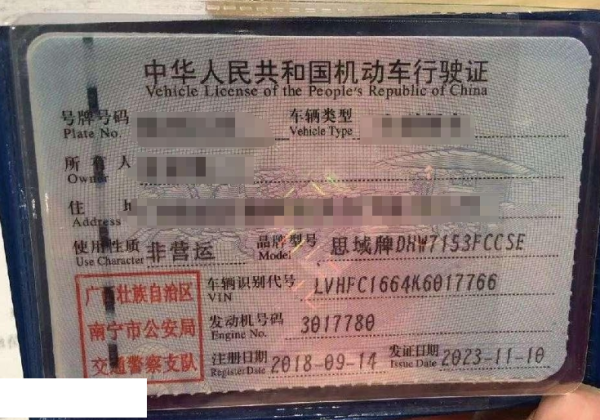 中华人民共和国机动车行驶证
Vehicle License of the People's Republic of China
号牌号码 车辆类型
Plate No. Vehicle Type
所有人
Owner
住
Address
使用性质 非营运 品牌型号 思域牌DHW7153FCCSE
Use Character Model
广西壮族自治区 车辆识别代号 LVHFC1664K6017766
VIN
南宁市公安局 发动机号码 3017780
Engine No.
交通警察支队 注册日期 2018-09-14 发证日期 2023-11-10
Register Date Issue Date